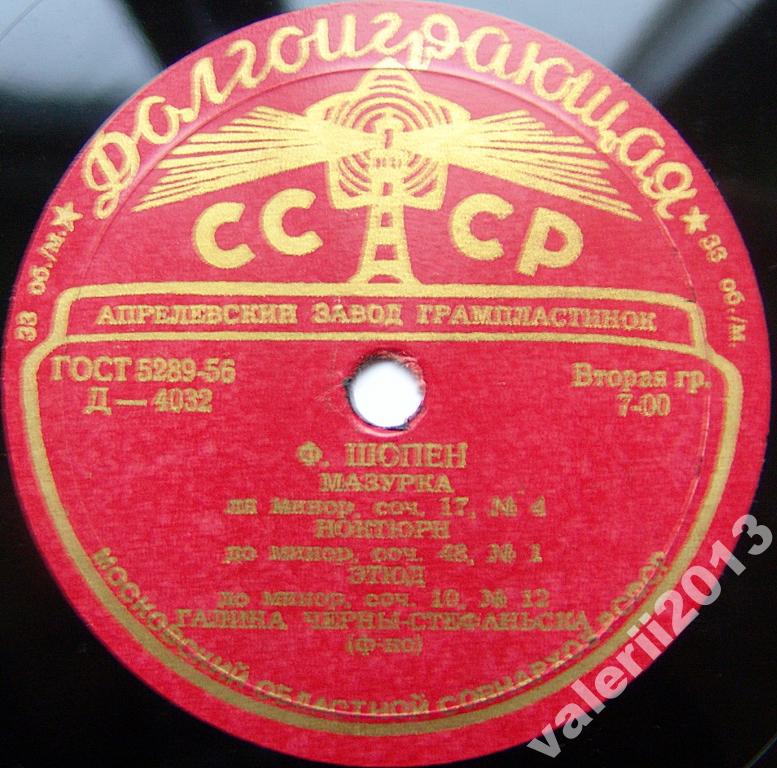 Долгоиграющая
СССР
33 об./м.
33 об./м.
АПРЕЛЕВСКИЙ ЗАВОД ГРАМПЛАСТИНОК
ГОСТ 5289-56
Д — 4032
Вторая гр.
7-00
Ф. ШОПЕН
МАЗУРКА
ля минор, соч. 17, № 4
НОКТЮРН
до минор, соч. 48, № 1
ЭТЮД
до минор, соч. 10, № 12
ГАЛИНА ЧЕРНЫ-СТЕФАНЬСКА
(ф-но)
МОСКОВСКИЙ ОБЛАСТНОЙ СОВНАРХОЗ РСФСР
valerii2013